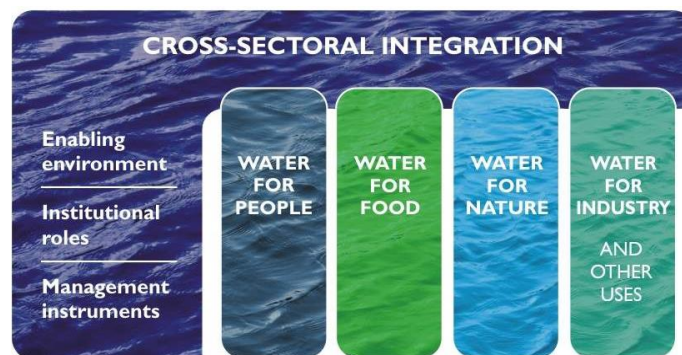 CROSS-SECTORAL INTEGRATION
Enabling
environment
Institutional
roles
Management
instruments
WATER
FOR
PEOPLE
WATER
FOR
FOOD
WATER
FOR
NATURE
WATER
FOR
INDUSTRY
AND
OTHER
USES